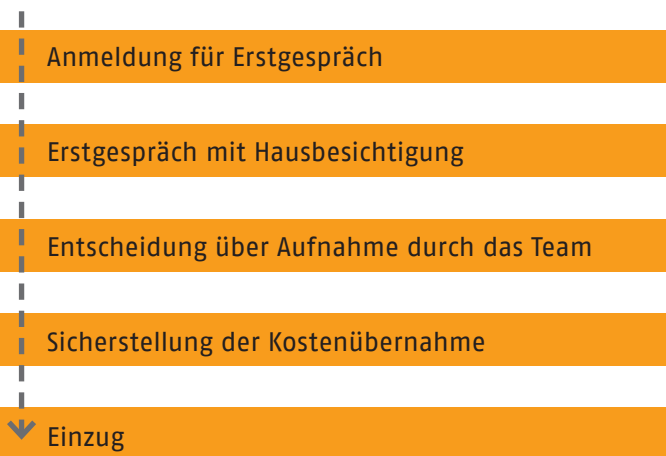 Anmeldung für Erstgespräch
Erstgespräch mit Hausbesichtigung
Entscheidung über Aufnahme durch das Team
Sicherstellung der Kostenübernahme
Einzug